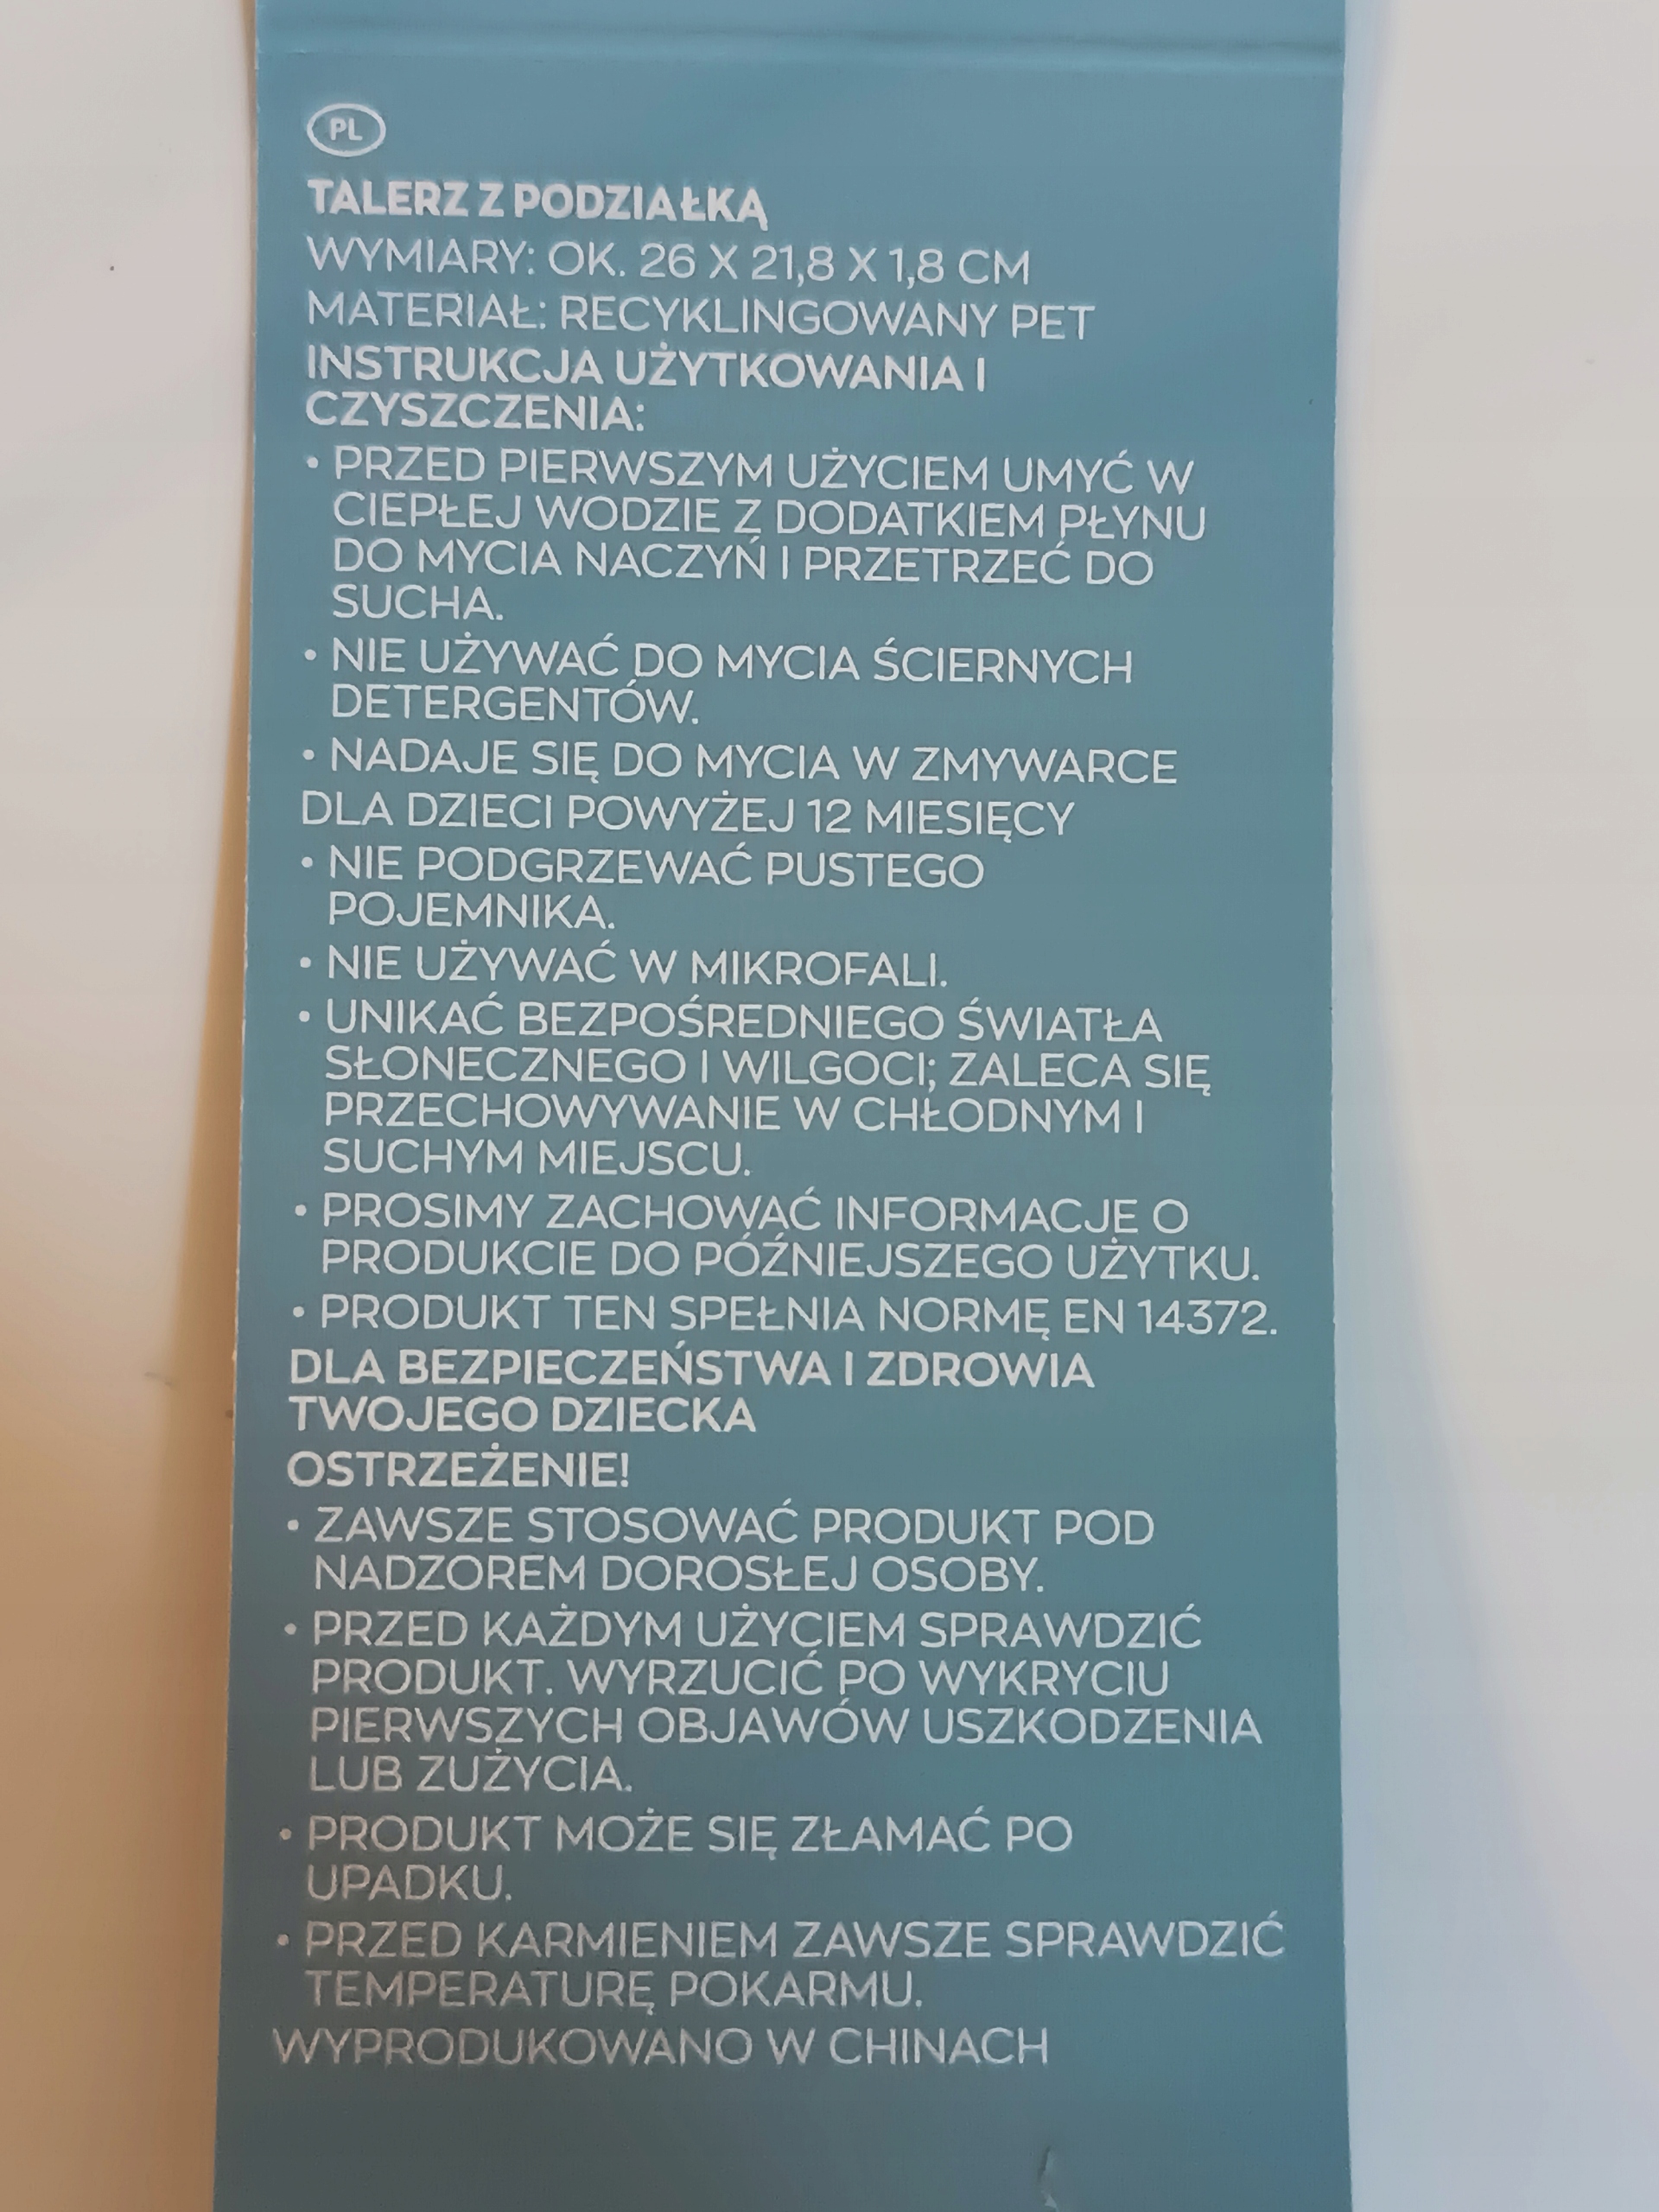 PL
TALERZ Z PODZIAŁKĄ
WYMIARY: OK. 26 X 21,8 X 1,8 CM
MATERIAŁ: RECYKLINGOWANY PET
INSTRUKCJA UŻYTKOWANIA I
CZYSZCZENIA:
• PRZED PIERWSZYM UŻYCIEM UMYĆ W
CIEPŁEJ WODZIE Z DODATKIEM PŁYNU
DO MYCIA NACZYŃ I PRZETRZEĆ DO
SUCHA.
• NIE UŻYWAĆ DO MYCIA ŚCIERNYCH
DETERGENTÓW.
• NADAJE SIĘ DO MYCIA W ZMYWARCE
DLA DZIECI POWYŻEJ 12 MIESIĘCY
• NIE PODGRZEWAĆ PUSTEGO
POJEMNIKA.
• NIE UŻYWAĆ W MIKROFALI.
• UNIKAĆ BEZPOŚREDNIEGO ŚWIATŁA
SŁONECZNEGO I WILGOCI; ZALECA SIĘ
PRZECHOWYWANIE W CHŁODNYM I
SUCHYM MIEJSCU.
• PROSIMY ZACHOWAĆ INFORMACJE O
PRODUKCIE DO PÓŹNIEJSZEGO UŻYTKU.
• PRODUKT TEN SPEŁNIA NORMĘ EN 14372.
DLA BEZPIECZEŃSTWA I ZDROWIA
TWOJEGO DZIECKA
OSTRZEŻENIE!
• ZAWSZE STOSOWAĆ PRODUKT POD
NADZOREM DOROSŁEJ OSOBY.
• PRZED KAŻDYM UŻYCIEM SPRAWDZIĆ
PRODUKT. WYRZUCIĆ PO WYKRYCIU
PIERWSZYCH OBJAWÓW USZKODZENIA
LUB ZUŻYCIA.
• PRODUKT MOŻE SIĘ ZŁAMAĆ PO
UPADKU.
• PRZED KARMIENIEM ZAWSZE SPRAWDZIĆ
TEMPERATURĘ POKARMU.
WYPRODUKOWANO W CHINACH